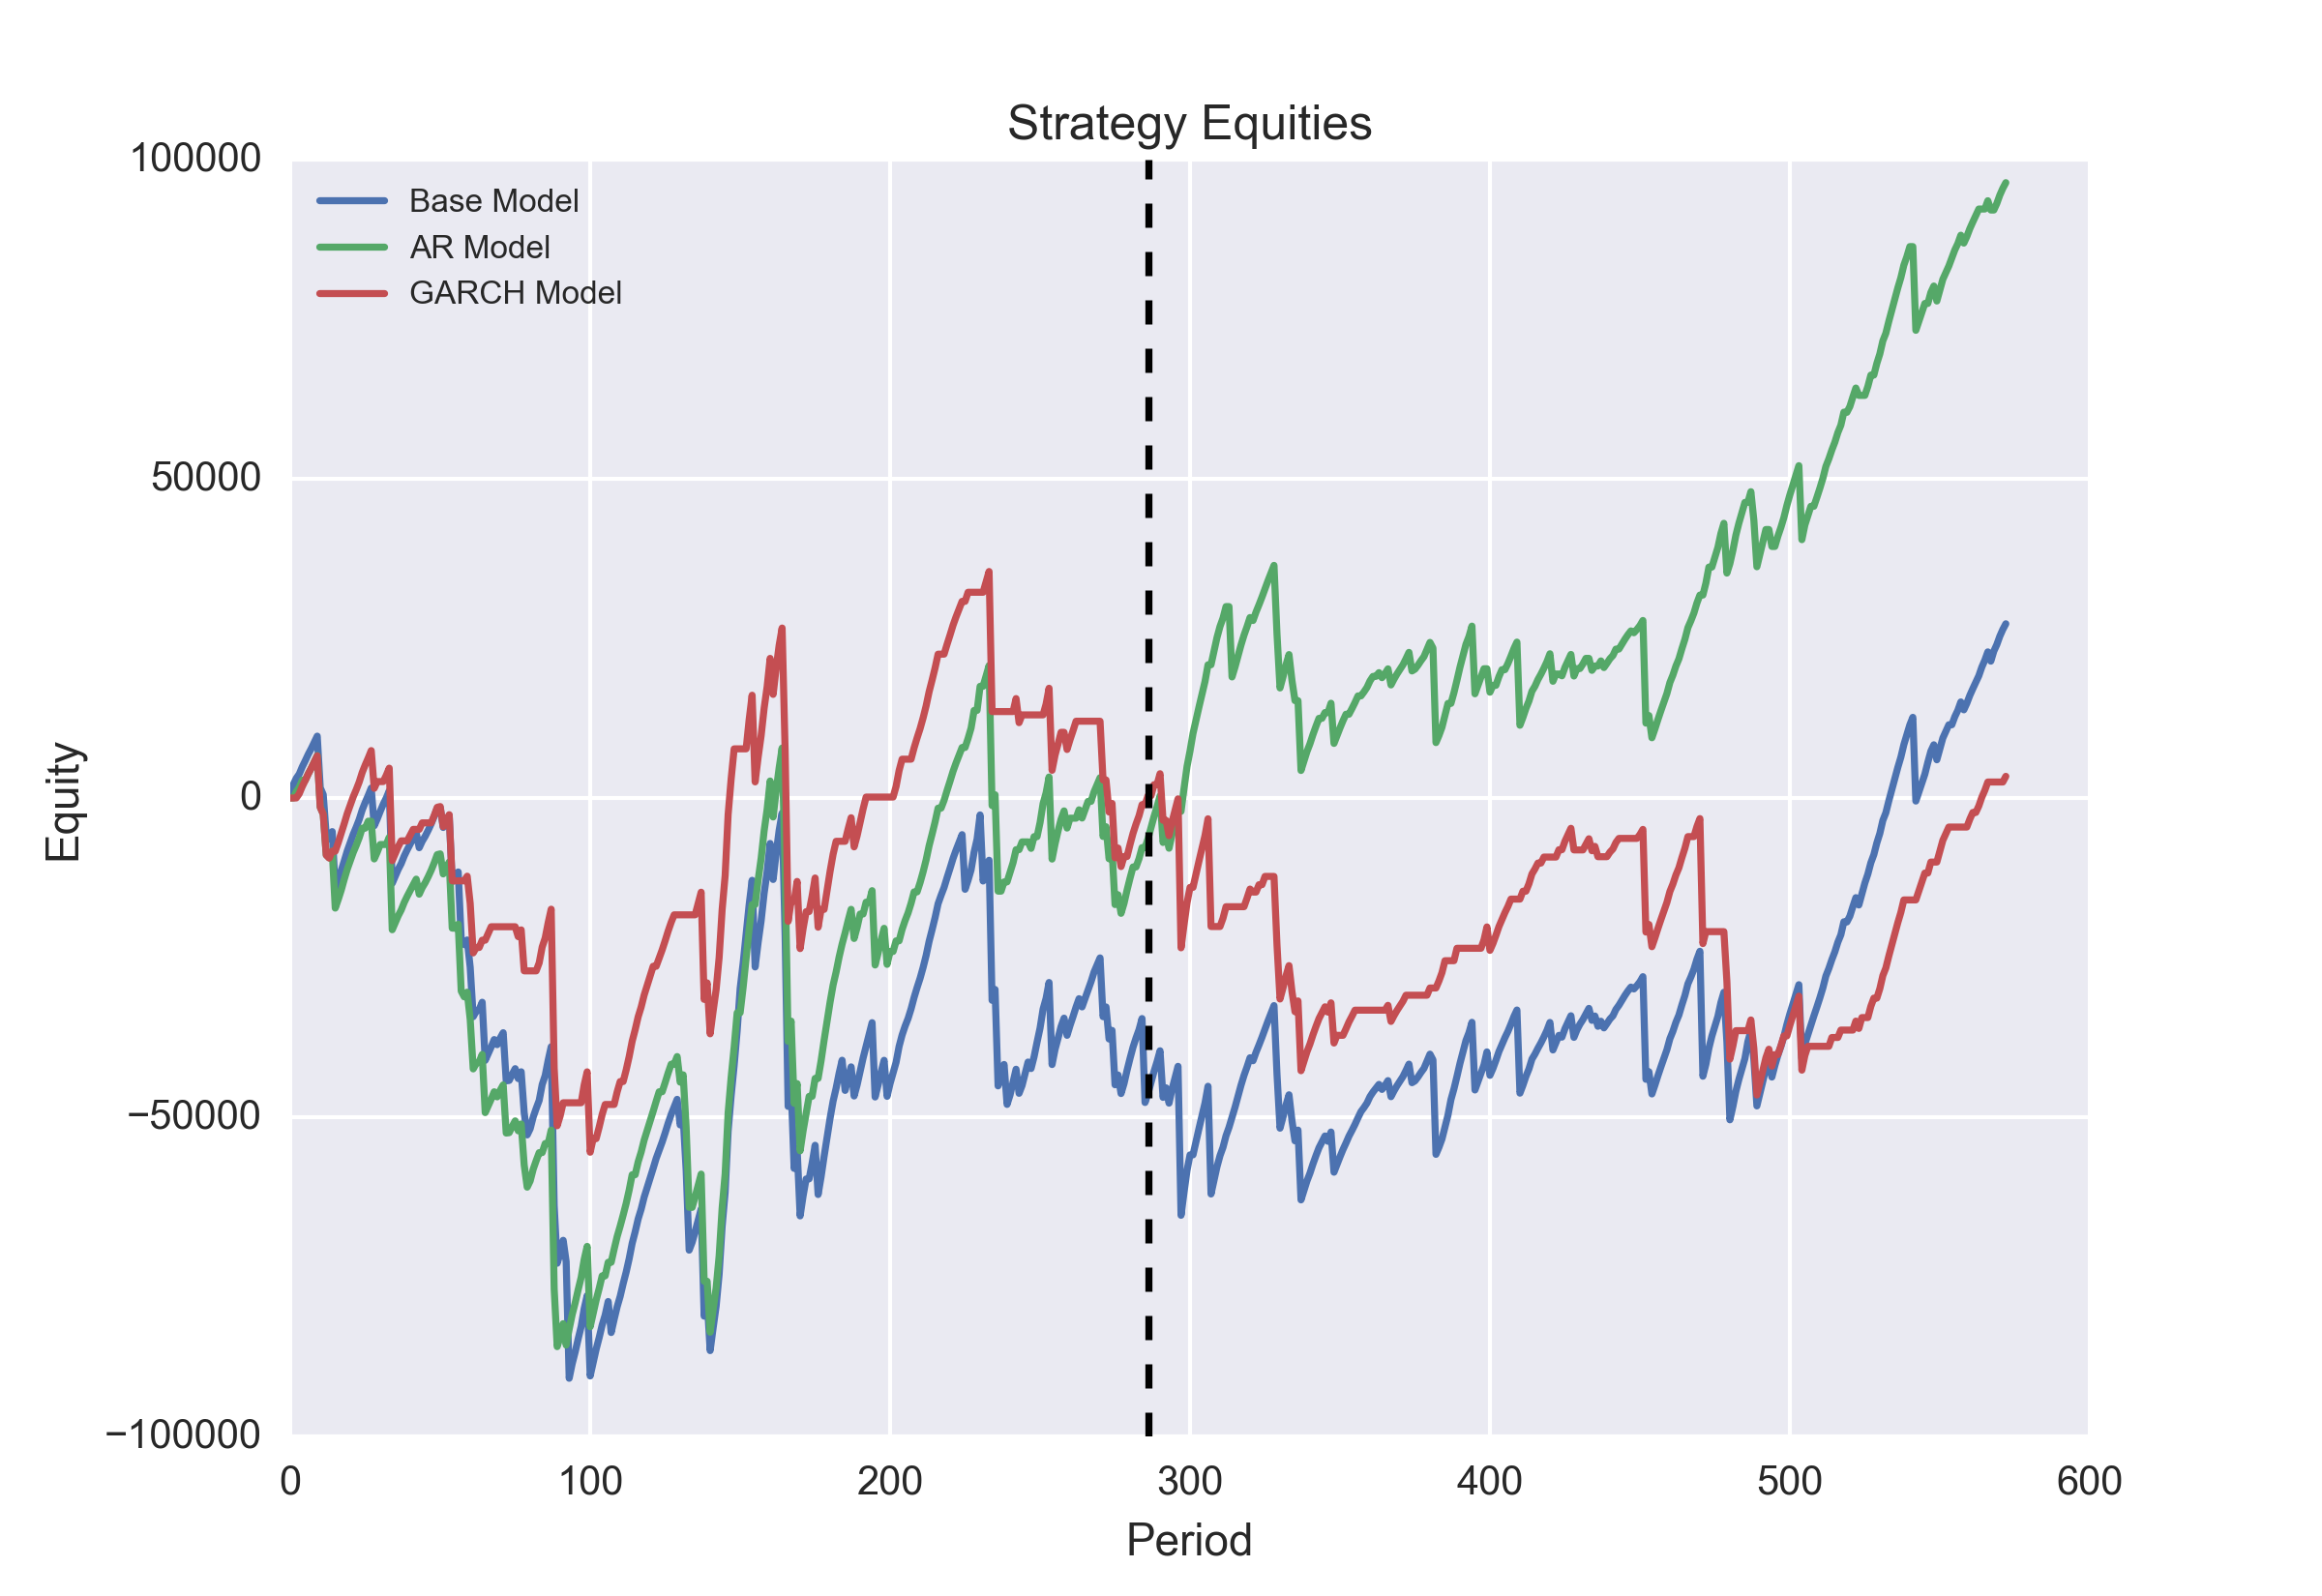 Strategy Equities
100000
50000
0
−50000
−100000
Equity
Base Model
AR Model
GARCH Model
0 100 200 300 400 500 600
Period